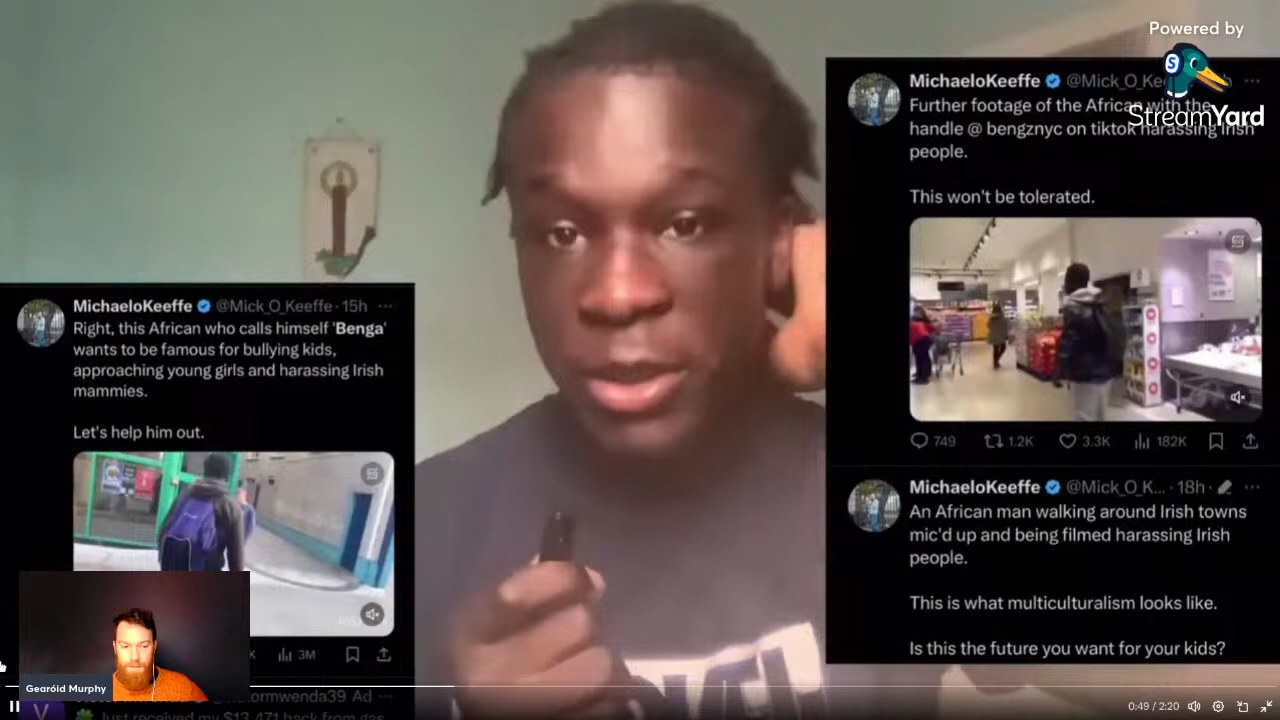 Powered by
StreamYard
MichaeloKeeffe @Mick_O_Ke
Further footage of the African with the
handle @ bengznyc on tiktok harassing Irish
people.
This won't be tolerated.
749 1.2K 3.3K 182K
MichaeloKeeffe @Mick_O_K... · 18h ·
An African man walking around Irish towns
mic'd up and being filmed harassing Irish
people.
This is what multiculturalism looks like.
Is this the future you want for your kids?
MichaeloKeeffe @Mick_O_Keeffe · 15h
Right, this African who calls himself 'Benga'
wants to be famous for bullying kids,
approaching young girls and harassing Irish
mammies.
Let's help him out.
K 3M
Gearóid Murphy
Ad
V
Just received my $13,471 back from gas
0:49 / 2:20